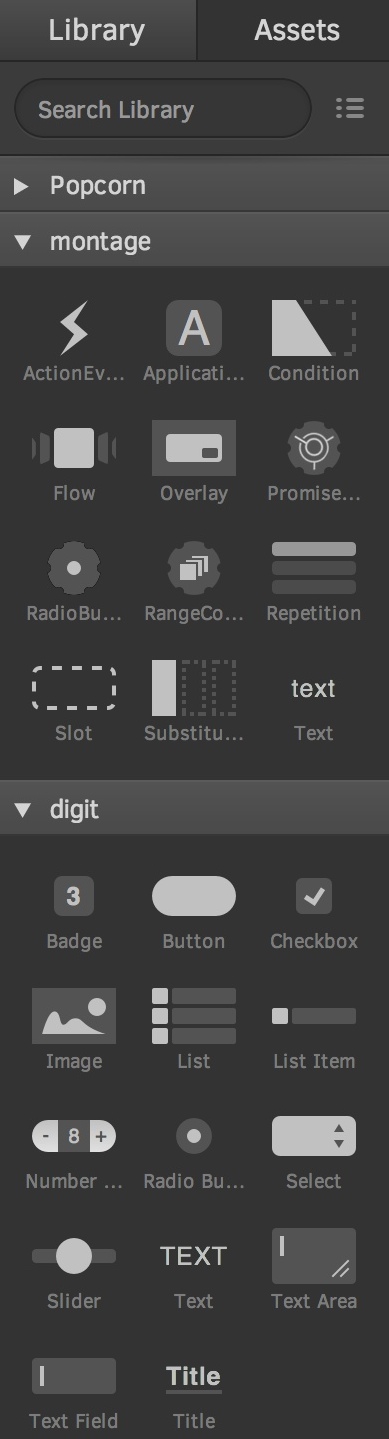 Library Assets
Search Library
Popcorn
montage
A
ActionEv... Applicati... Condition
Flow Overlay Promise...
RadioBu... RangeCo... Repetition
text
Slot Substitu... Text
digit
3
Badge Button Checkbox
Image List List Item
- 8 +
Number ... Radio Bu... Select
TEXT
Slider Text Text Area
Title
Text Field Title